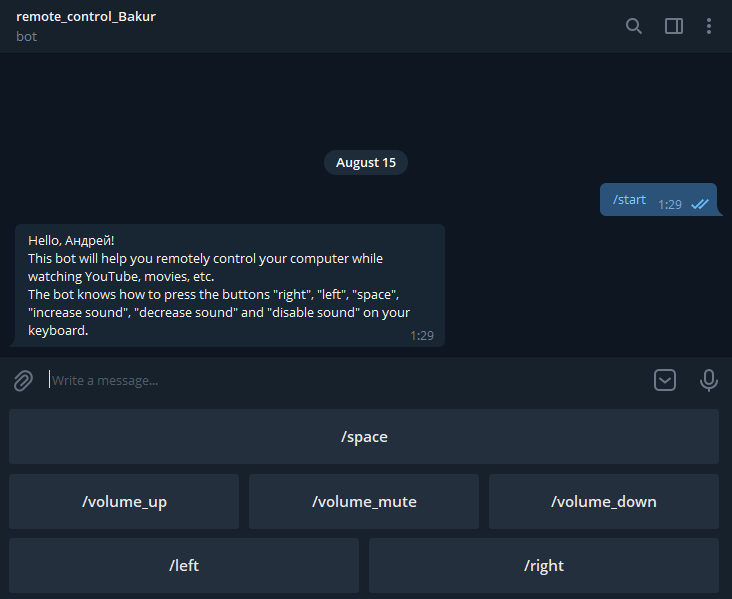 remote_control_Bakur
bot
August 15
/start 1:29
Hello, Андрей!
This bot will help you remotely control your computer while
watching YouTube, movies, etc.
The bot knows how to press the buttons "right", "left", "space",
"increase sound", "decrease sound" and "disable sound" on your
keyboard.
1:29
Write a message...
/space
/volume_up /volume_mute /volume_down
/left /right